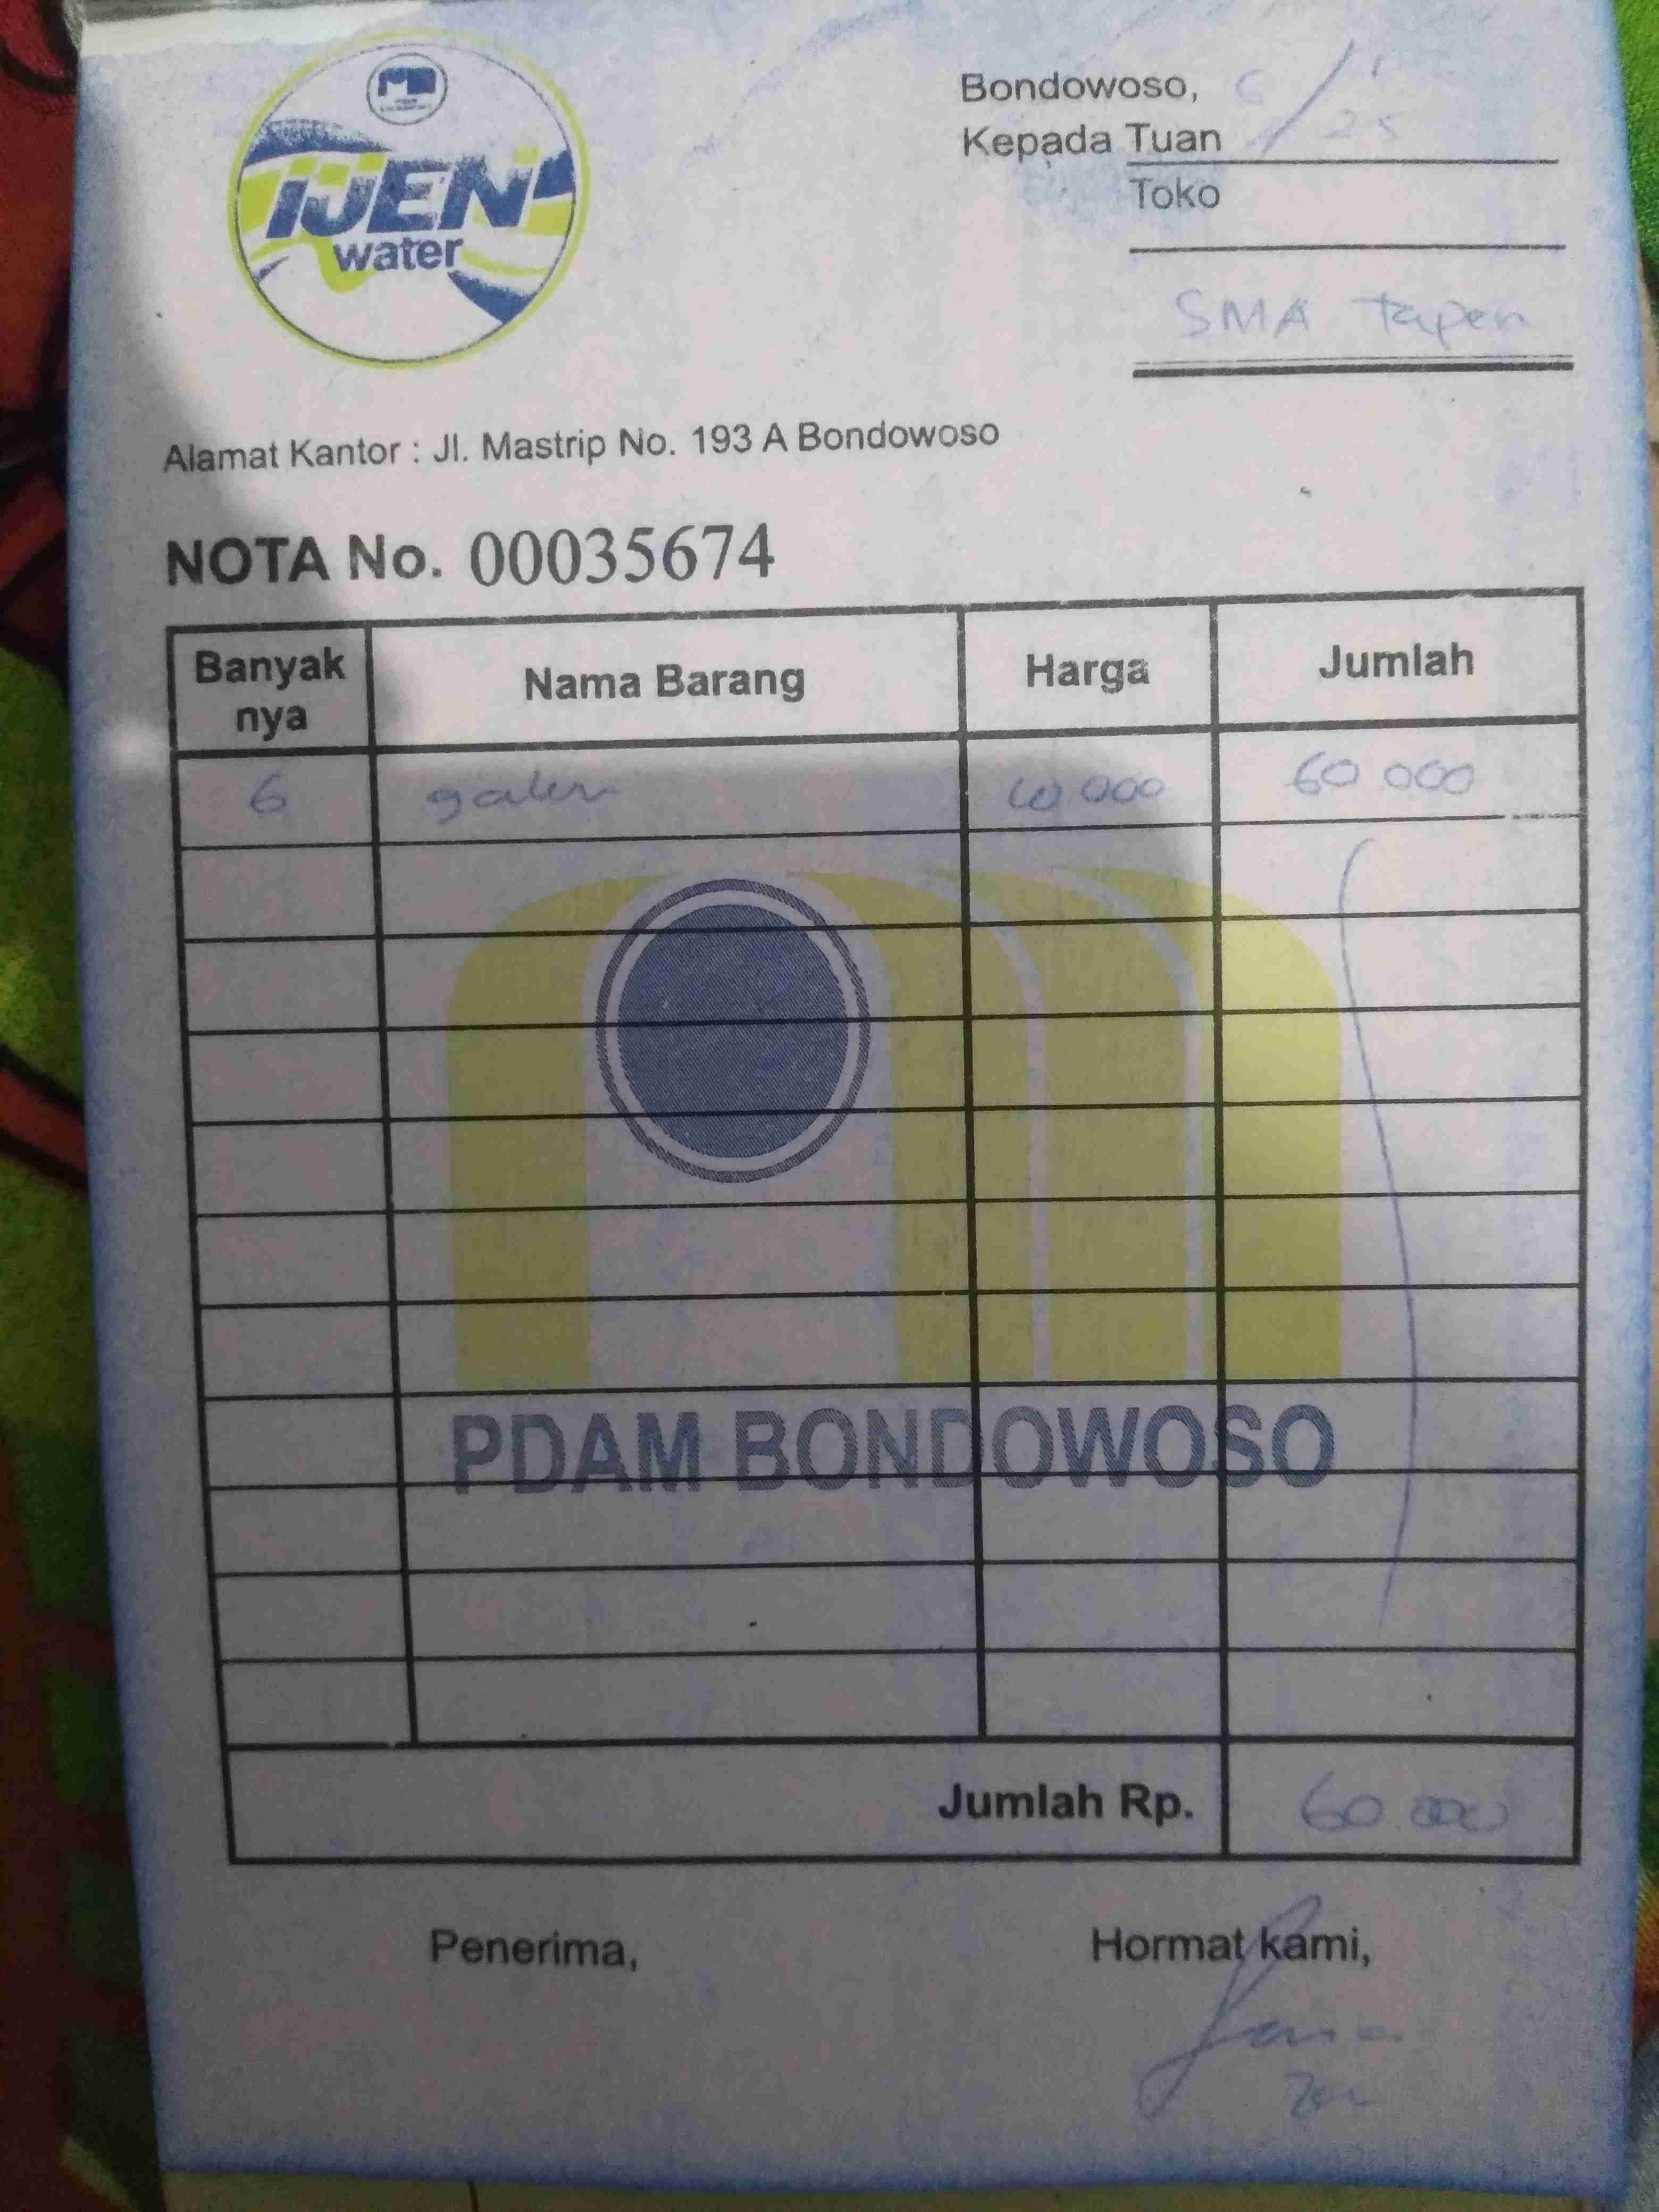 IJEN
water
Bondowoso, 6/1 25
Kepada Tuan
Toko
SMA Tapen
Alamat Kantor : Jl. Mastrip No. 193 A Bondowoso
NOTA No. 00035674
Banyak nya Nama Barang Harga Jumlah
6 galon 10 000 60 000
PDAM BONDOWOSO
Jumlah Rp. 60 000
Penerima, Hormat kami,